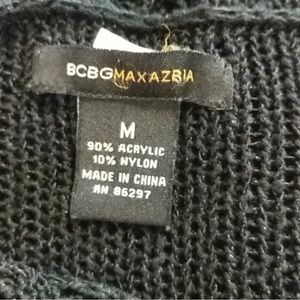 BCBGMAXAZRIA
M
90% ACRYLIC
10% NYLON
MADE IN CHINA
RN 86297